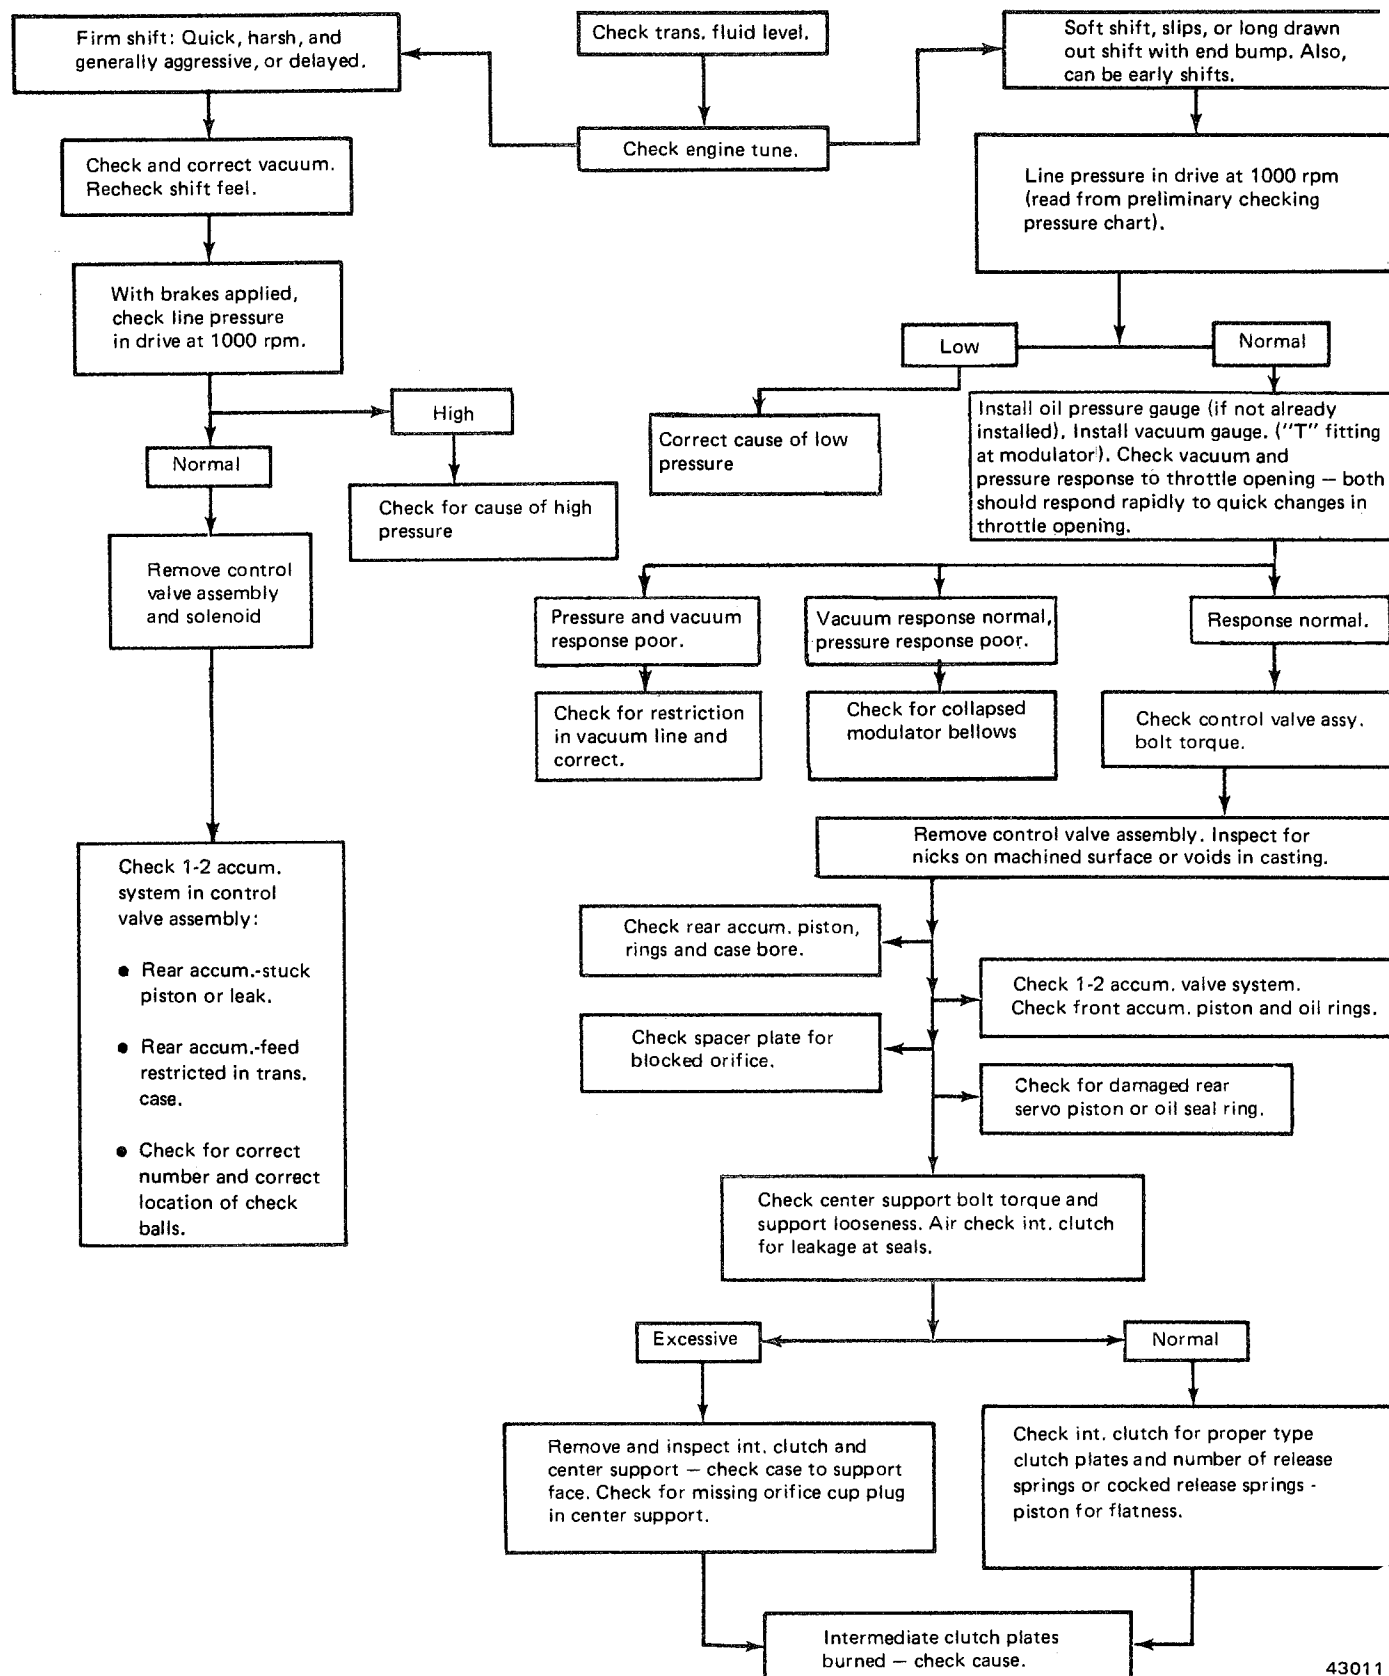 Check trans. fluid level.
Check engine tune.
Firm shift: Quick, harsh, and
generally aggressive, or delayed.
Check and correct vacuum.
Recheck shift feel.
With brakes applied,
check line pressure
in drive at 1000 rpm.
High
Check for cause of high
pressure
Normal
Remove control
valve assembly
and solenoid
Check 1-2 accum.
system in control
valve assembly:
● Rear accum.-stuck
piston or leak.
● Rear accum.-feed
restricted in trans.
case.
● Check for correct
number and correct
location of check
balls.
Soft shift, slips, or long drawn
out shift with end bump. Also,
can be early shifts.
Line pressure in drive at 1000 rpm
(read from preliminary checking
pressure chart).
Low
Normal
Correct cause of low
pressure
Install oil pressure gauge (if not already
installed), Install vacuum gauge. ("T" fitting
at modulator). Check vacuum and
pressure response to throttle opening — both
should respond rapidly to quick changes in
throttle opening.
Pressure and vacuum
response poor.
Check for restriction
in vacuum line and
correct.
Vacuum response normal,
pressure response poor.
Check for collapsed
modulator bellows
Response normal.
Check control valve assy.
bolt torque.
Remove control valve assembly. Inspect for
nicks on machined surface or voids in casting.
Check rear accum. piston,
rings and case bore.
Check 1-2 accum. valve system.
Check front accum. piston and oil rings.
Check spacer plate for
blocked orifice.
Check for damaged rear
servo piston or oil seal ring.
Check center support bolt torque and
support looseness. Air check int. clutch
for leakage at seals.
Excessive
Normal
Remove and inspect int. clutch and
center support — check case to support
face. Check for missing orifice cup plug
in center support.
Check int. clutch for proper type
clutch plates and number of release
springs or cocked release springs -
piston for flatness.
Intermediate clutch plates
burned — check cause.
43011